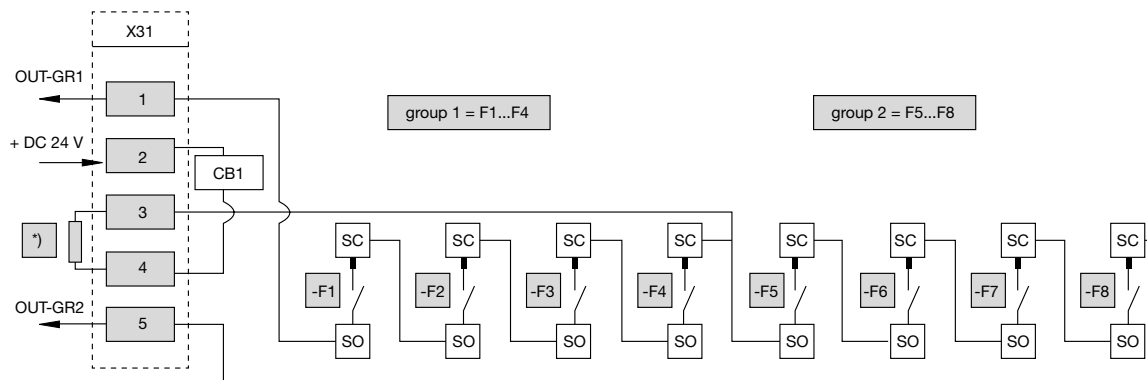 X31
OUT-GR1
1
group 1 = F1...F4
group 2 = F5...F8
+ DC 24 V
2
CB1
3
*)
4
SC SC SC SC SC SC SC SC
-F1 -F2 -F3 -F4 -F5 -F6 -F7 -F8
OUT-GR2
5
SO SO SO SO SO SO SO SO